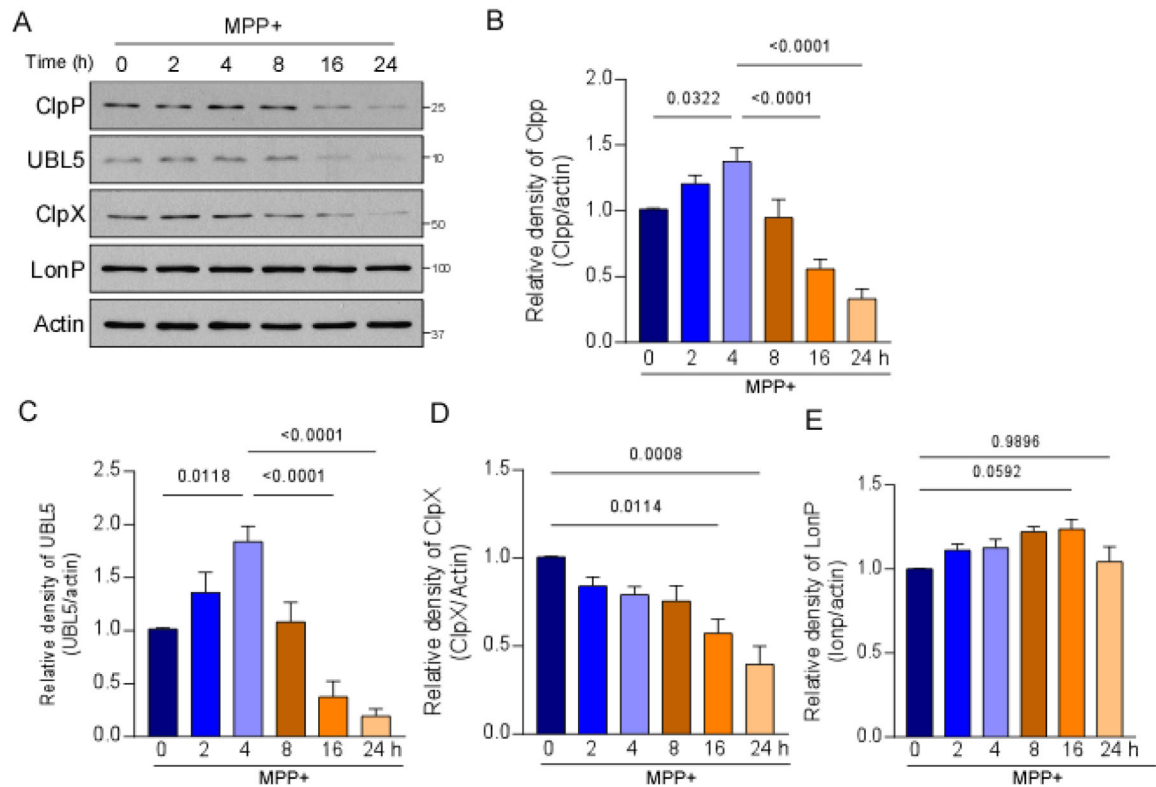 A
MPP+
Time (h) 0 2 4 8 16 24
ClpP 25
UBL5 10
ClpX 50
LonP 100
Actin 37
B
<0.0001
0.0322 <0.0001
Relative density of Clpp
(Clpp/actin)
2.0
1.5
1.0
0.5
0.0
0 2 4 8 16 24 h
MPP+
C
<0.0001
0.0118 <0.0001
Relative density of UBL5
(UBL5/actin)
2.5
2.0
1.5
1.0
0.5
0.0
0 2 4 8 16 24 h
MPP+
D
0.0008
0.0114
Relative density of ClpX
(ClpX/Actin)
1.5
1.0
0.5
0.0
0 2 4 8 16 24 h
MPP+
E
0.9896
0.0592
Relative density of LonP
(lonp/actin)
1.5
1.0
0.5
0.0
0 2 4 8 16 24 h
MPP+